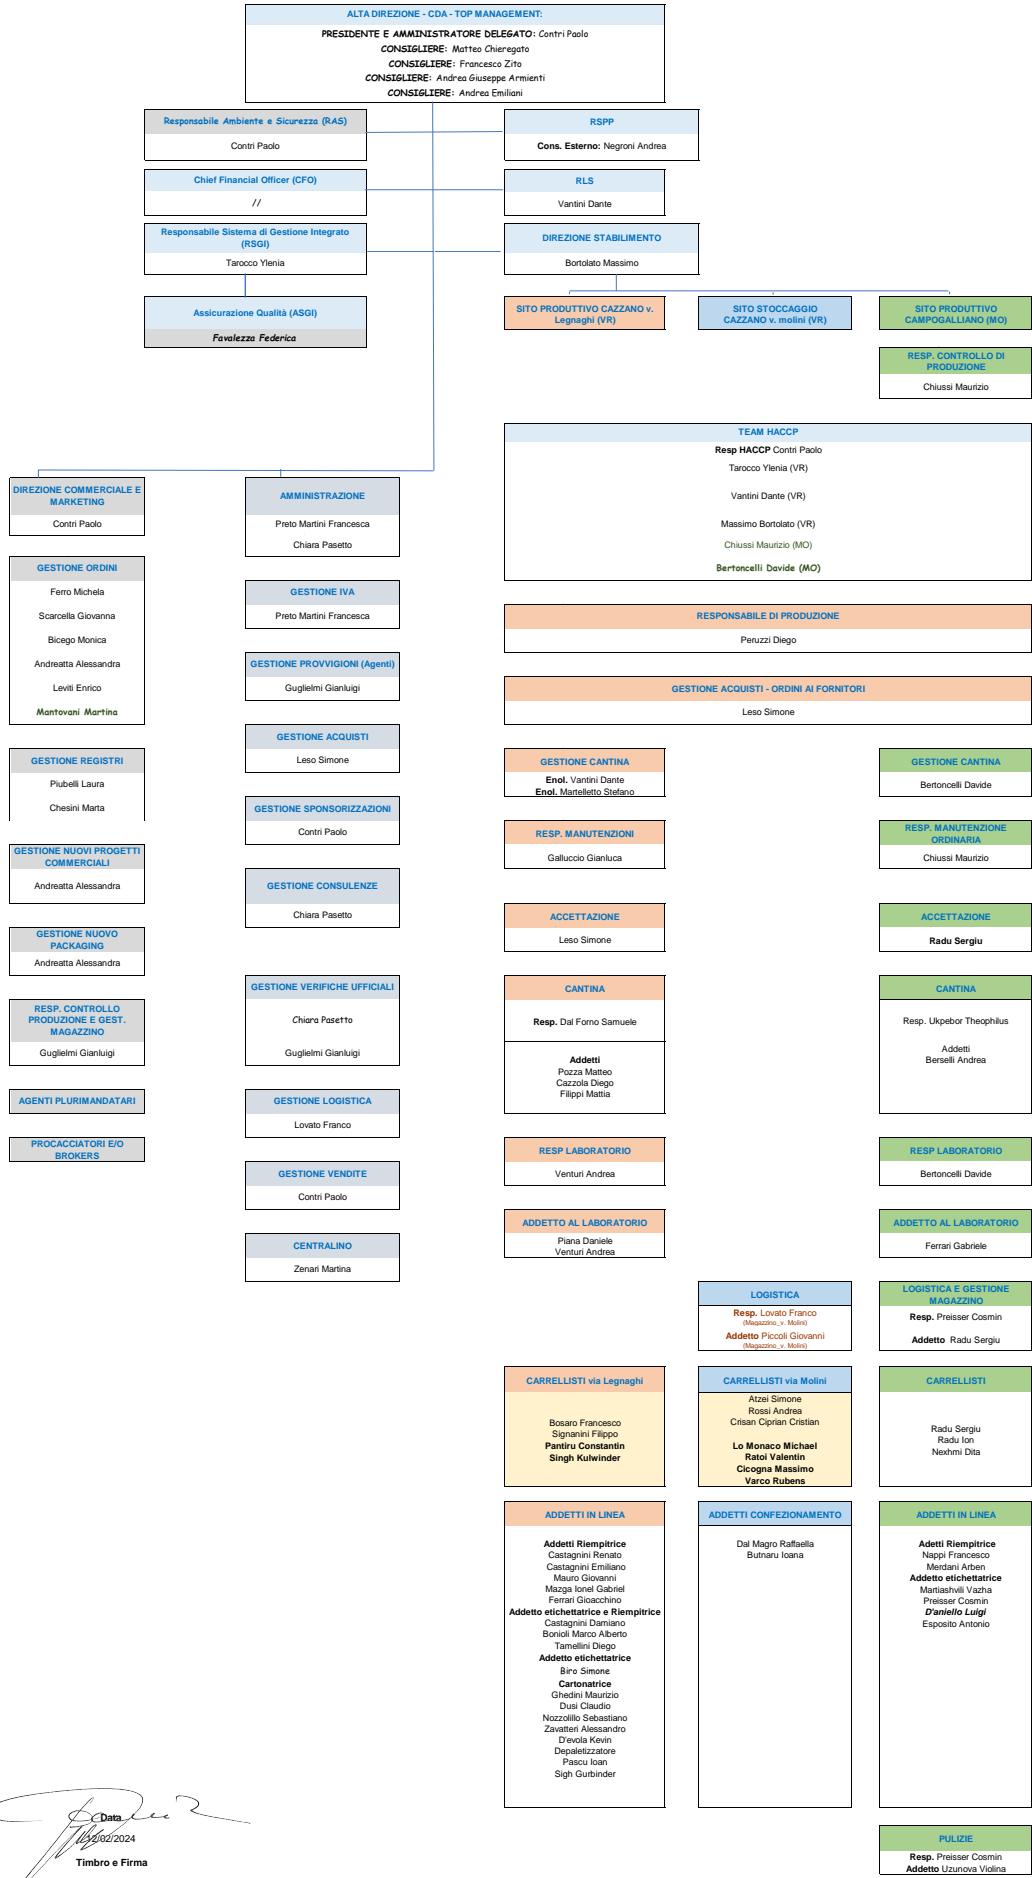 ALTA DIREZIONE - CDA - TOP MANAGEMENT:
PRESIDENTE E AMMINISTRATORE DELEGATO: Contri Paolo
CONSIGLIERE: Matteo Chieregato
CONSIGLIERE: Francesco Zito
CONSIGLIERE: Andrea Giuseppe Armienti
CONSIGLIERE: Andrea Emiliani
Responsabile Ambiente e Sicurezza (RAS)
Contri Paolo
RSPP
Cons. Esterno: Negroni Andrea
Chief Financial Officer (CFO)
//
RLS
Vantini Dante
Responsabile Sistema di Gestione Integrato
(RSGI)
Tarocco Ylenia
DIREZIONE STABILIMENTO
Bortolato Massimo
Assicurazione Qualità (ASGI)
Favalezza Federica
SITO PRODUTTIVO CAZZANO v.
Legnaghi (VR)
SITO STOCCAGGIO
CAZZANO v. molini (VR)
SITO PRODUTTIVO
CAMPOGALLIANO (MO)
RESP. CONTROLLO DI
PRODUZIONE
Chiussi Maurizio
TEAM HACCP
Resp HACCP Contri Paolo
Tarocco Ylenia (VR)
Vantini Dante (VR)
Massimo Bortolato (VR)
Chiussi Maurizio (MO)
Bertoncelli Davide (MO)
DIREZIONE COMMERCIALE E
MARKETING
Contri Paolo
GESTIONE ORDINI
Ferro Michela
Scarcella Giovanna
Bicego Monica
Andreatta Alessandra
Leviti Enrico
Mantovani Martina
GESTIONE REGISTRI
Piubelli Laura
Chesini Marta
GESTIONE NUOVI PROGETTI
COMMERCIALI
Andreatta Alessandra
GESTIONE NUOVO
PACKAGING
Andreatta Alessandra
RESP. CONTROLLO
PRODUZIONE E GEST.
MAGAZZINO
Guglielmi Gianluigi
AGENTI PLURIMANDATARI
PROCACCIATORI E/O
BROKERS
AMMINISTRAZIONE
Preto Martini Francesca
Chiara Pasetto
GESTIONE IVA
Preto Martini Francesca
GESTIONE PROVVIGIONI (Agenti)
Guglielmi Gianluigi
GESTIONE ACQUISTI
Leso Simone
GESTIONE SPONSORIZZAZIONI
Contri Paolo
GESTIONE CONSULENZE
Chiara Pasetto
GESTIONE VERIFICHE UFFICIALI
Chiara Pasetto
Guglielmi Gianluigi
GESTIONE LOGISTICA
Lovato Franco
GESTIONE VENDITE
Contri Paolo
CENTRALINO
Zenari Martina
RESPONSABILE DI PRODUZIONE
Peruzzi Diego
GESTIONE ACQUISTI - ORDINI AI FORNITORI
Leso Simone
GESTIONE CANTINA
Enol. Vantini Dante
Enol. Martelletto Stefano
GESTIONE CANTINA
Bertoncelli Davide
RESP. MANUTENZIONI
Galluccio Gianluca
RESP. MANUTENZIONE
ORDINARIA
Chiussi Maurizio
ACCETTAZIONE
Leso Simone
ACCETTAZIONE
Radu Sergiu
CANTINA
Resp. Dal Forno Samuele
Addetti
Pozza Matteo
Cazzola Diego
Filippi Mattia
CANTINA
Resp. Ukpebor Theophilus
Addetti
Berselli Andrea
RESP LABORATORIO
Venturi Andrea
RESP LABORATORIO
Bertoncelli Davide
ADDETTO AL LABORATORIO
Piana Daniele
Venturi Andrea
ADDETTO AL LABORATORIO
Ferrari Gabriele
LOGISTICA
Resp. Lovato Franco
(Magazzino_v. Molini)
Addetto Piccoli Giovanni
(Magazzino_v. Molini)
LOGISTICA E GESTIONE
MAGAZZINO
Resp. Preisser Cosmin
Addetto Radu Sergiu
CARRELLISTI via Legnaghi
Bosaro Francesco
Signanini Filippo
Pantiru Constantin
Singh Kulwinder
CARRELLISTI via Molini
Atzei Simone
Rossi Andrea
Crisan Ciprian Cristian
Lo Monaco Michael
Ratoi Valentin
Cicogna Massimo
Varco Rubens
CARRELLISTI
Radu Sergiu
Radu Ion
Nexhmi Dita
ADDETTI IN LINEA
Addetti Riempitrice
Castagnini Renato
Castagnini Emiliano
Mauro Giovanni
Mazga Ionel Gabriel
Ferrari Gioacchino
Addetto etichettatrice e Riempitrice
Castagnini Damiano
Bonioli Marco Alberto
Tamellini Diego
Addetto etichettatrice
Biro Simone
Cartonatrice
Ghedini Maurizio
Dusi Claudio
Nozzolillo Sebastiano
Zavatteri Alessandro
D'evola Kevin
Depaletizzatore
Pascu Ioan
Sigh Gurbinder
ADDETTI CONFEZIONAMENTO
Dal Magro Raffaella
Butnaru Ioana
ADDETTI IN LINEA
Adetti Riempitrice
Nappi Francesco
Merdani Arben
Addetto etichettatrice
Martiashvili Vazha
Preisser Cosmin
D'aniello Luigi
Esposito Antonio
PULIZIE
Resp. Preisser Cosmin
Addetto Uzunova Violina
Data
12/02/2024
Timbro e Firma